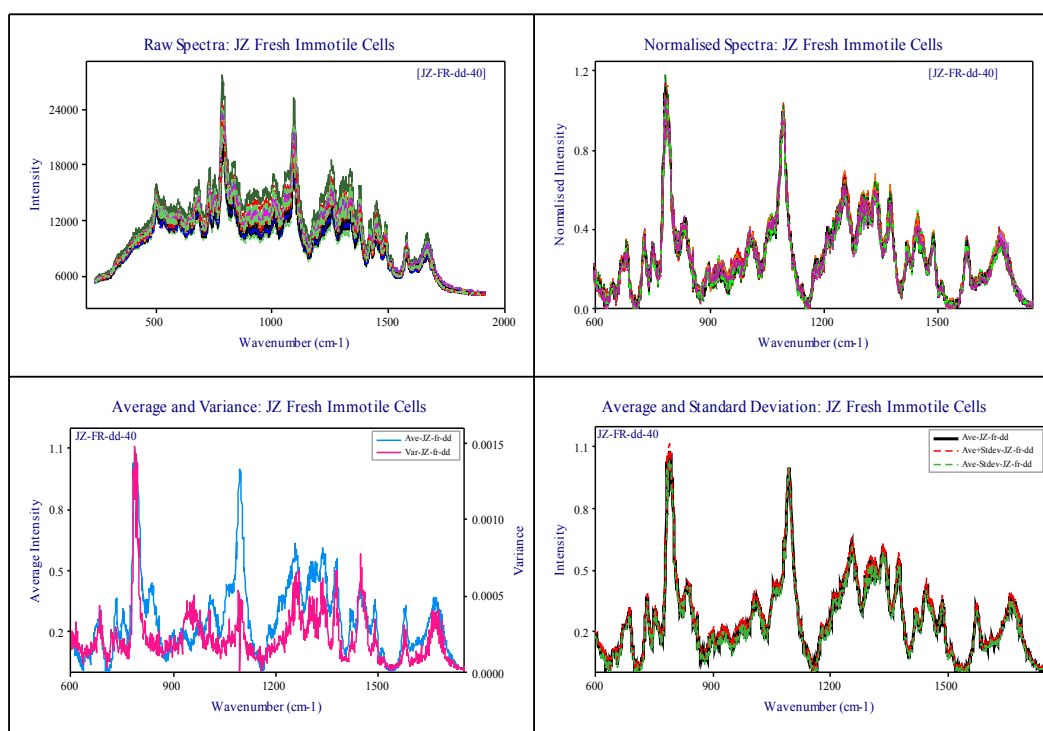 Raw Spectra: JZ Fresh Immotile Cells
[JZ-FR-dd-40]
24000
18000
12000
6000
Intensity
500
1000
1500
2000
Wavenumber (cm-1)
Normalised Spectra: JZ Fresh Immotile Cells
[JZ-FR-dd-40]
1.2
0.8
0.4
0.0
Normalised Intensity
600
900
1200
1500
Wavenumber (cm-1)
Average and Variance: JZ Fresh Immotile Cells
JZ-FR-dd-40
Ave-JZ-fr-dd
Var-JZ-fr-dd
1.1
0.8
0.5
0.2
Average Intensity
0.0015
0.0010
0.0005
0.0000
Variance
600
900
1200
1500
Wavenumber (cm-1)
Average and Standard Deviation: JZ Fresh Immotile Cells
JZ-FR-dd-40
Ave-JZ-fr-dd
Ave+Stdev-JZ-fr-dd
Ave-Stdev-JZ-fr-dd
1.1
0.8
0.5
0.2
Intensity
600
900
1200
1500
Wavenumber (cm-1)